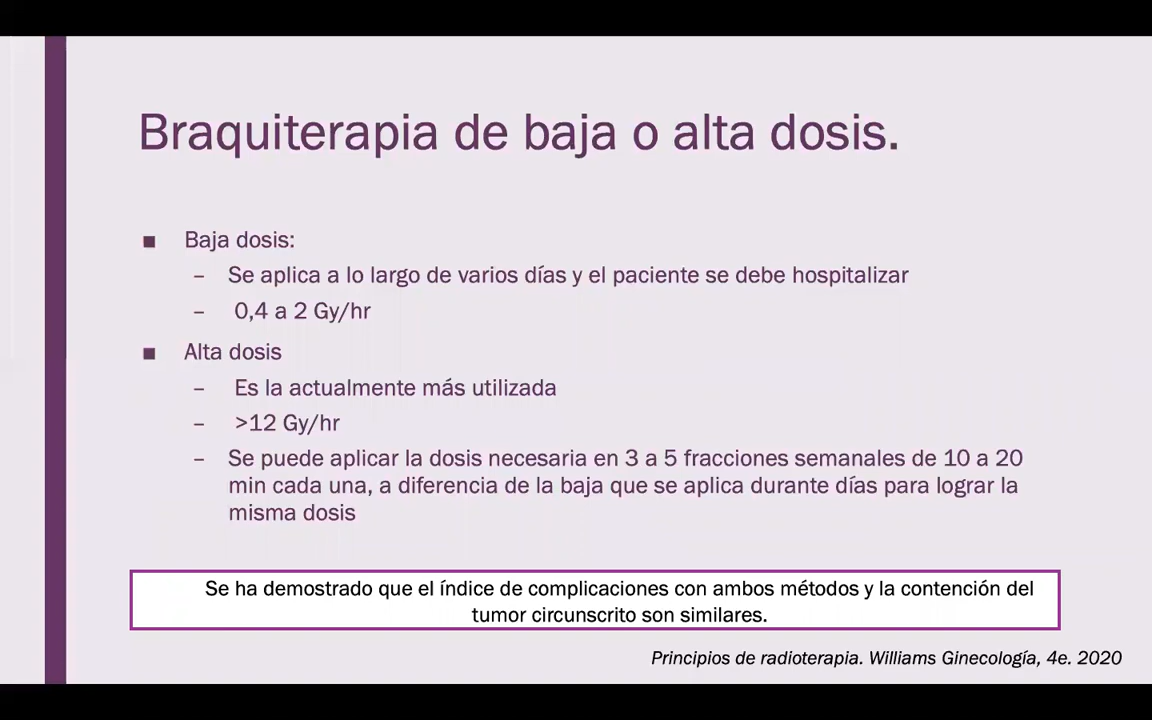 Braquiterapia de baja o alta dosis.
■ Baja dosis:
– Se aplica a lo largo de varios días y el paciente se debe hospitalizar
– 0,4 a 2 Gy/hr
■ Alta dosis
– Es la actualmente más utilizada
– >12 Gy/hr
– Se puede aplicar la dosis necesaria en 3 a 5 fracciones semanales de 10 a 20
min cada una, a diferencia de la baja que se aplica durante días para lograr la
misma dosis
Se ha demostrado que el índice de complicaciones con ambos métodos y la contención del
tumor circunscrito son similares.
Principios de radioterapia. Williams Ginecología, 4e. 2020